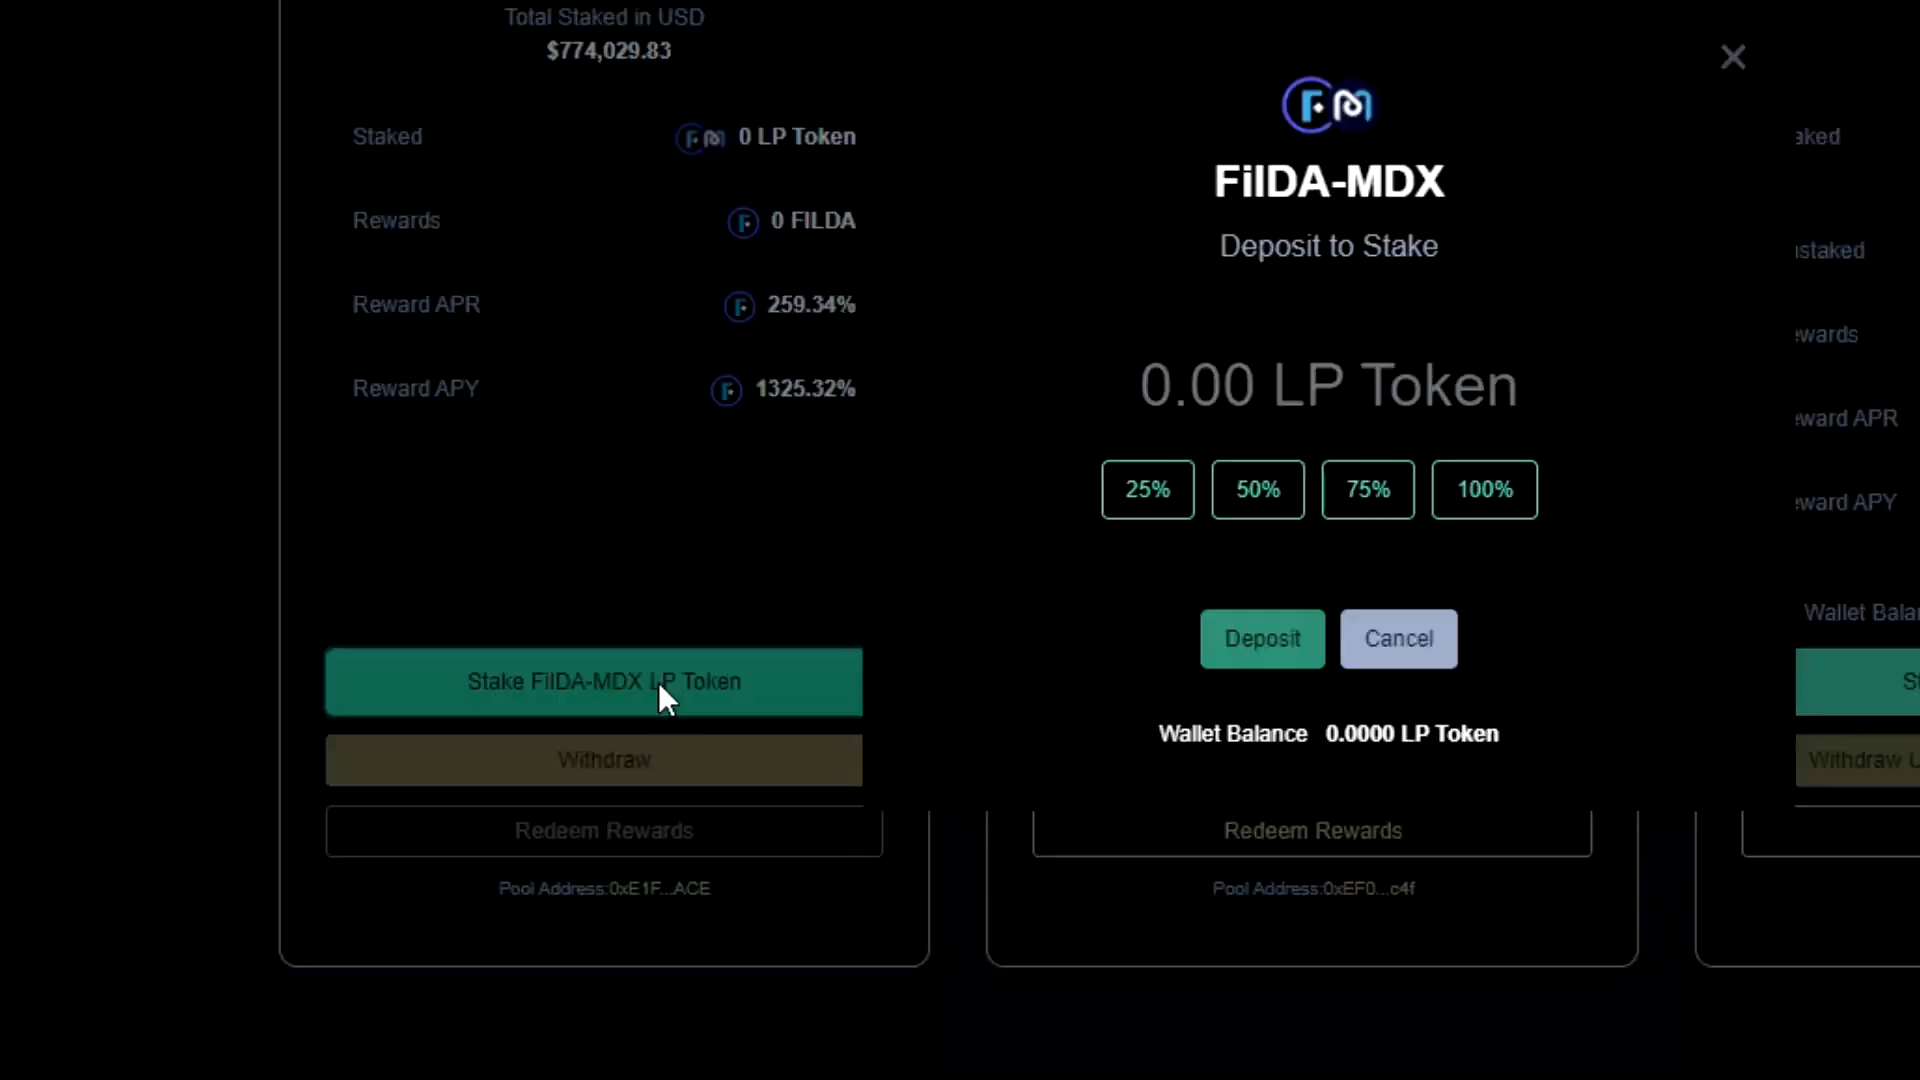 Total Staked in USD
$774,029.83
Staked 0 LP Token
Rewards 0 FILDA
Reward APR 259.34%
Reward APY 1325.32%
Stake FilDA-MDX LP Token
Withdraw
Redeem Rewards
Pool Address:0xE1F...ACE
FilDA-MDX
Deposit to Stake
0.00 LP Token
25% 50% 75% 100%
Deposit Cancel
Wallet Balance 0.0000 LP Token
Redeem Rewards
Pool Address:0xEF0...c4f
aked
staked
wards
ward APR
ward APY
Wallet Balan
St
Withdraw U